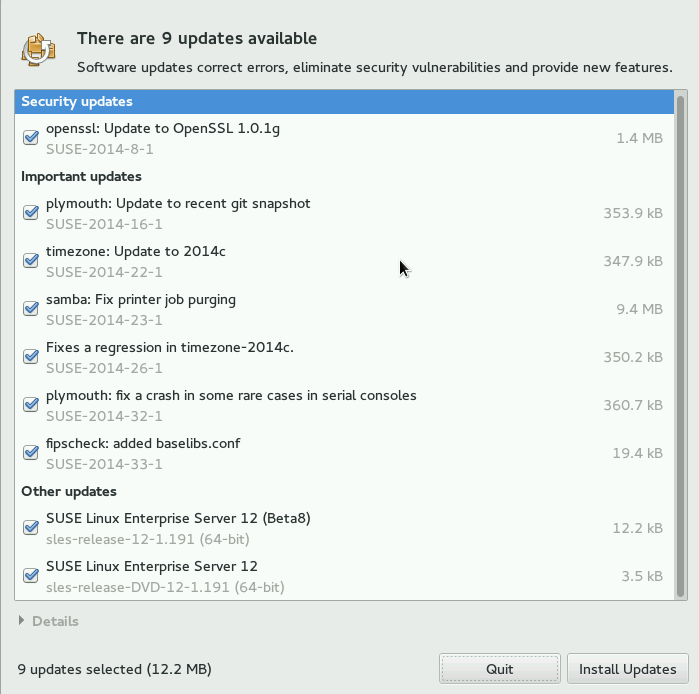 There are 9 updates available
Software updates correct errors, eliminate security vulnerabilities and provide new features.
Security updates
openssl: Update to OpenSSL 1.0.1g
SUSE-2014-8-1
1.4 MB
Important updates
plymouth: Update to recent git snapshot
SUSE-2014-16-1
353.9 kB
timezone: Update to 2014c
SUSE-2014-22-1
347.9 kB
samba: Fix printer job purging
SUSE-2014-23-1
9.4 MB
Fixes a regression in timezone-2014c.
SUSE-2014-26-1
350.2 kB
plymouth: fix a crash in some rare cases in serial consoles
SUSE-2014-32-1
360.7 kB
fipscheck: added baselibs.conf
SUSE-2014-33-1
19.4 kB
Other updates
SUSE Linux Enterprise Server 12 (Beta8)
sles-release-12-1.191 (64-bit)
12.2 kB
SUSE Linux Enterprise Server 12
sles-release-DVD-12-1.191 (64-bit)
3.5 kB
Details
9 updates selected (12.2 MB)
Quit
Install Updates